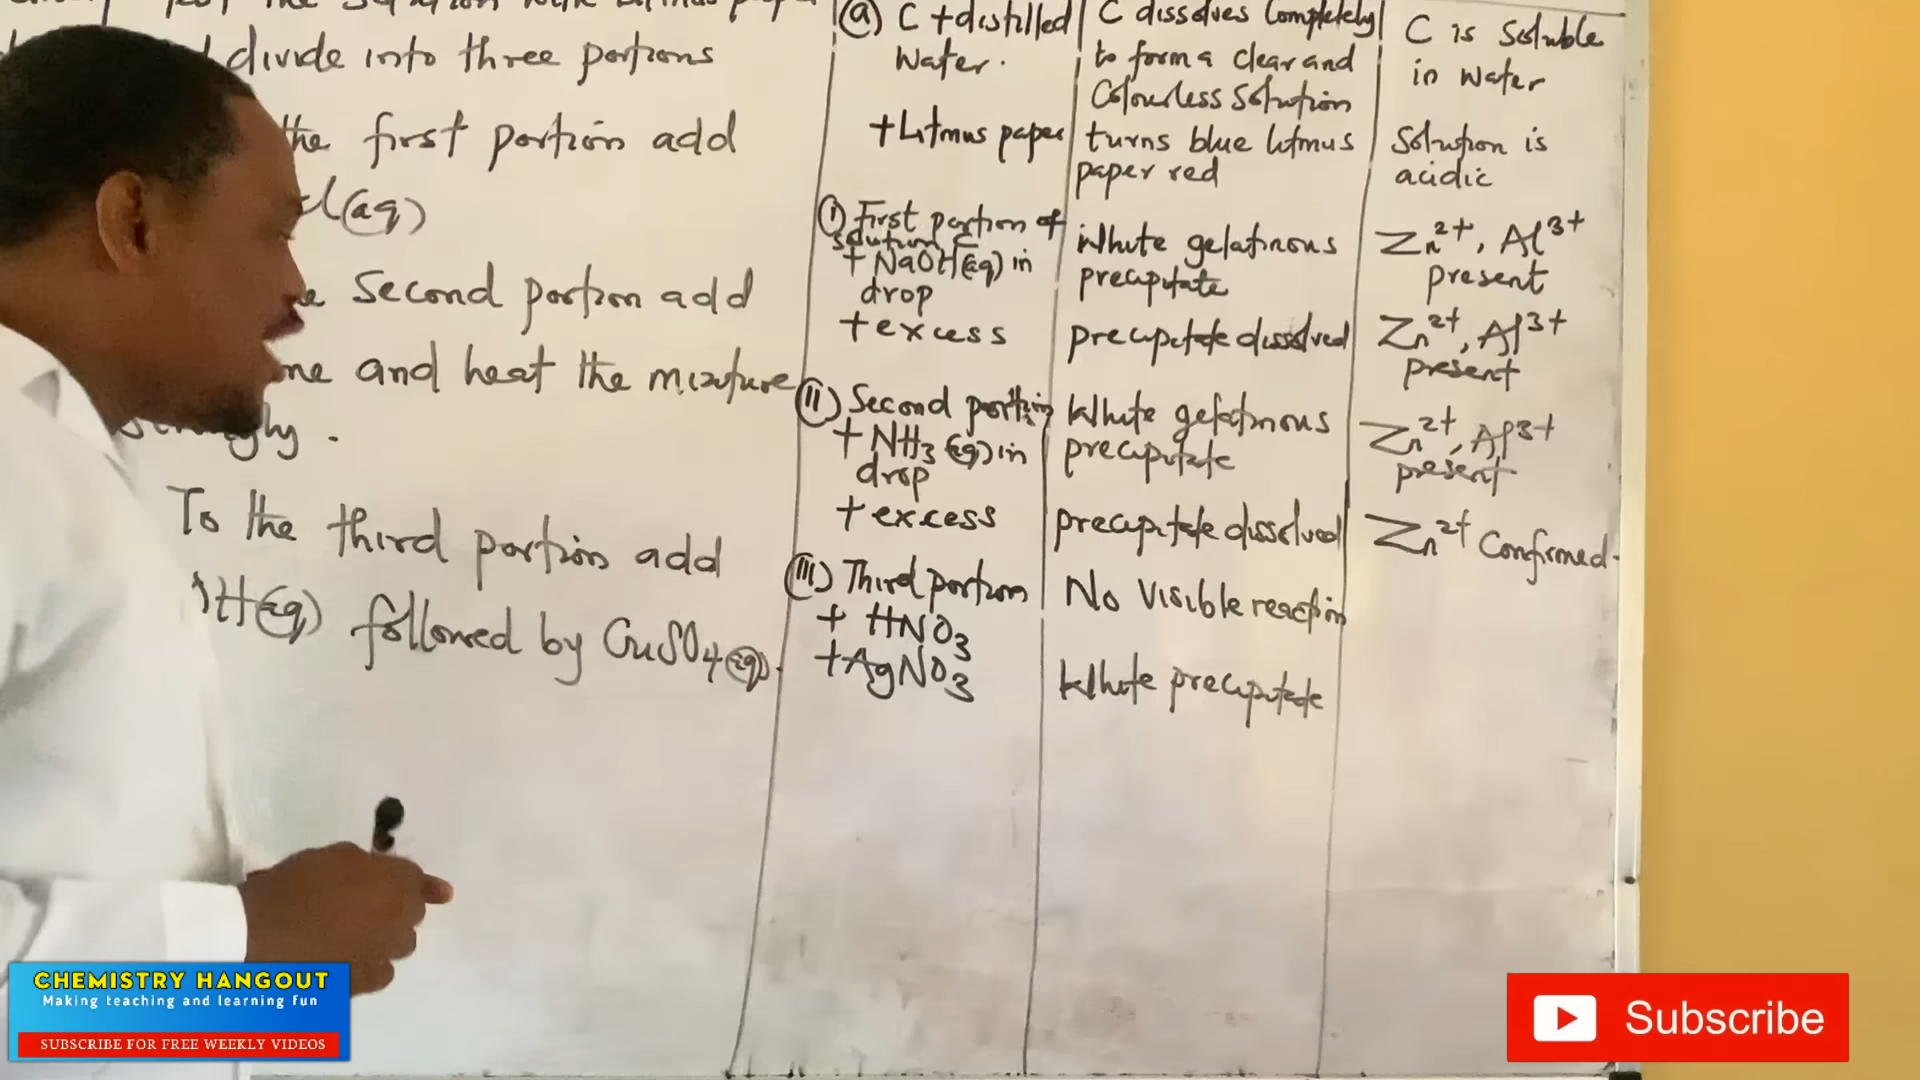 divide into three portions
the first portion add
(aq)
Second portion add
and heat the mixture
To the third portion add
(aq) followed by CuSO4(aq).
(a) C + distilled
Water.
+ Litmus paper
(i) First portion of
solution C
+ NaOH(aq) in
drop
+ excess
(ii) Second portion
+ NH3(aq) in
drop
+ excess
(iii) Third portion
+ HNO3
+ AgNO3
C dissolves Completely
to form a clear and
Colourless Solution
turns blue litmus
paper red
White gelatinous
precipitate
precipitate dissolved
White gelatinous
precipitate
precipitate dissolved
No Visible reaction
White precipitate
C is Soluble
in Water
Solution is
acidic
Zn2+, Al3+
present
Zn2+, Al3+
present
Zn2+, Al3+
present
Zn2+ Confirmed.
CHEMISTRY HANGOUT
Making teaching and learning fun
SUBSCRIBE FOR FREE WEEKLY VIDEOS
Subscribe